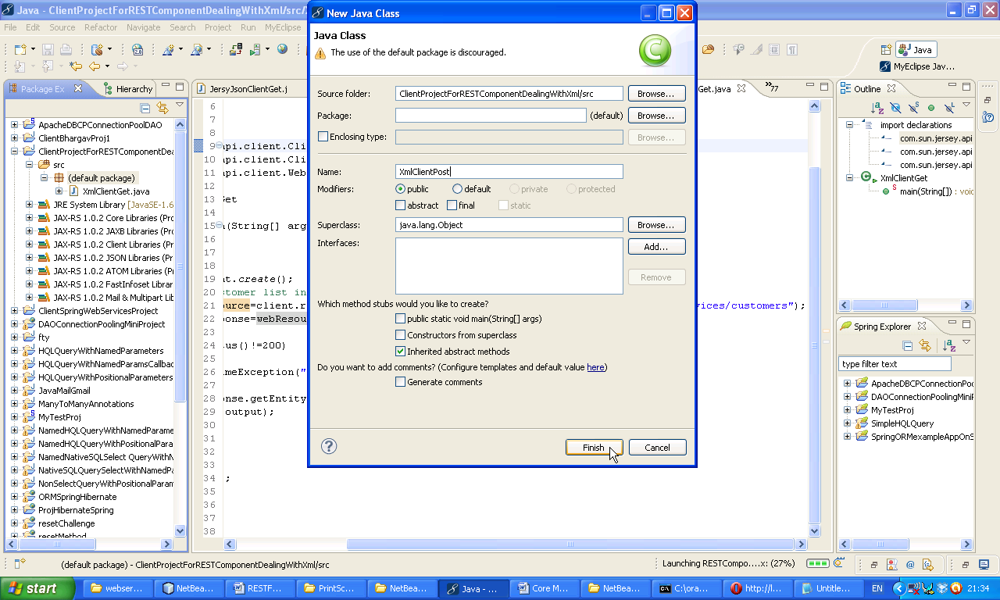 Java - ClientProjectForRESTComponentDealingWithXml/src/
File Edit Source Search Project Run MyEclipse
Java
MyEclipse Jav...
Package Ex
Hierarchy
ApacheDBCPConnectionPoolDAO
ClientBhargavProj1
ClientProjectForRESTComponentDea
src
(default package)
XmlClientGet.java
JRE System Library [JavaSE-1.6
JAX-RS 1.0.2 Core Libraries (Pro
JAX-RS 1.0.2 JAXB Libraries (Pr
JAX-RS 1.0.2 Client Libraries (Pr
JAX-RS 1.0.2 JSON Libraries (Pr
JAX-RS 1.0.2 ATOM Libraries (P
JAX-RS 1.0.2 FastInfoset Librar
JAX-RS 1.0.2 Mail & Multipart Lib
ClientSpringWebServicesProject
DAOConnectionPoolingMiniProject
fty
HQLQueryWithNamedParameters
HQLQueryWithNamedParamsCallbac
HQLQueryWithPositionalParameters
JavaMailGmail
ManyToManyAnnotations
MyTestProj
NamedHQLQueryWithNamedParame
NamedHQLQueryWithPositionalParam
NamedNativeSQLSelect QueryWithN
NativeSQLQuerySelectWithNamedPa
NonSelectQueryWithPositionalParam
ORMSpringHibernate
ProjHibernateSpring
resetChallenge
resetMethod
JersyJsonClientGet.j
Get.java
»77
6
7
8
9 api.client.Cli
10 api.client.Cli
11 api.client.Web
12
13 Get
14
15 n(String[] arg
16
17
18
19 nt.create();
20 stomer list in
21 ource=client.r
ices/customers");
22 ponse=webResou
23
24 tus()!=200)
25
26 imeException("
27
28 onse.getEntity
29 output);
30
31
32
33
34 ;
35
36
37
38
New Java Class
Java Class
The use of the default package is discouraged.
Source folder: ClientProjectForRESTComponentDealingWithXml/src Browse...
Package: (default) Browse...
Enclosing type: Browse...
Name: XmlClientPost
Modifiers: public default private protected
abstract final static
Superclass: java.lang.Object Browse...
Interfaces: Add...
Remove
Which method stubs would you like to create?
public static void main(String[] args)
Constructors from superclass
Inherited abstract methods
Do you want to add comments? (Configure templates and default value here)
Generate comments
? Finish Cancel
Outline
import declarations
com.sun.jersey.api
com.sun.jersey.api
com.sun.jersey.api
XmlClientGet
main(String[]) : void
Spring Explorer
type filter text
ApacheDBCPConnectionPoo
DAOConnectionPoolingMiniF
MyTestProj
SimpleHQLQuery
SpringORMexampleAppOnS
(default package) - ClientProjectForRESTComponentDealingWithXml/src
Launching RESTCompo....x: (27%)
start
webser...
NetBea...
RESTF...
PrintSc...
NetBea...
Java - ...
Core M...
NetBea...
C:\ora...
http://l...
Untitle...
EN
21:34